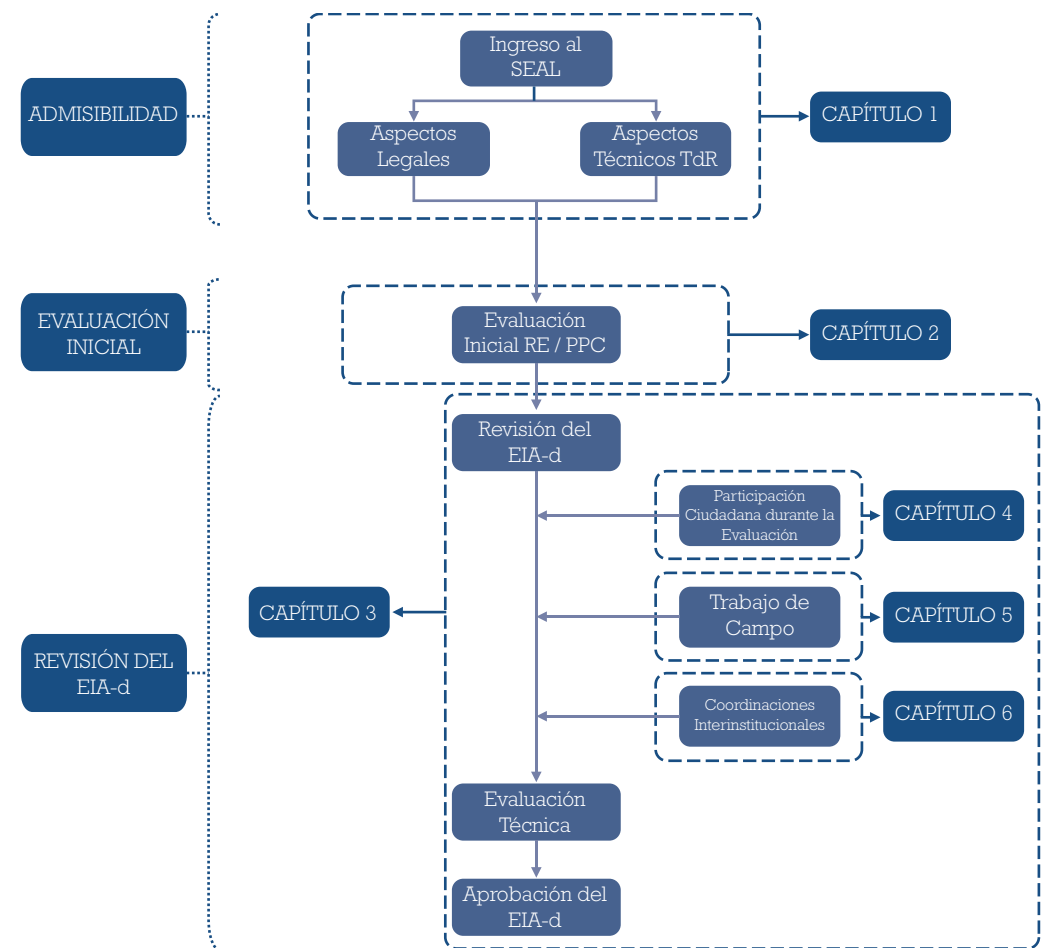 Ingreso al
SEAL
ADMISIBILIDAD
Aspectos
Legales
Aspectos
Técnicos TdR
CAPÍTULO 1
EVALUACIÓN
INICIAL
Evaluación
Inicial RE / PPC
CAPÍTULO 2
Revisión del
EIA-d
Participación
Ciudadana durante la
Evaluación
CAPÍTULO 4
CAPÍTULO 3
Trabajo de
Campo
CAPÍTULO 5
REVISIÓN DEL
EIA-d
Coordinaciones
Interinstitucionales
CAPÍTULO 6
Evaluación
Técnica
Aprobación del
EIA-d